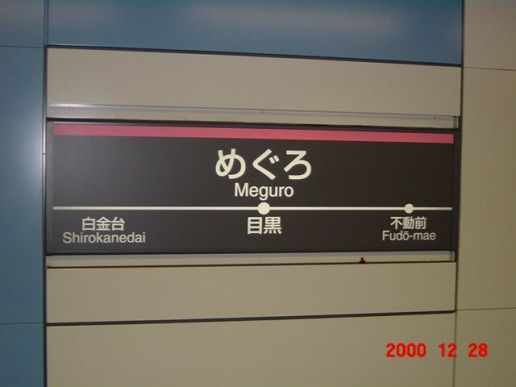 めぐろ
Meguro
白金台
Shirokanedai
目黒
不動前
Fudō-mae
2000 12 28